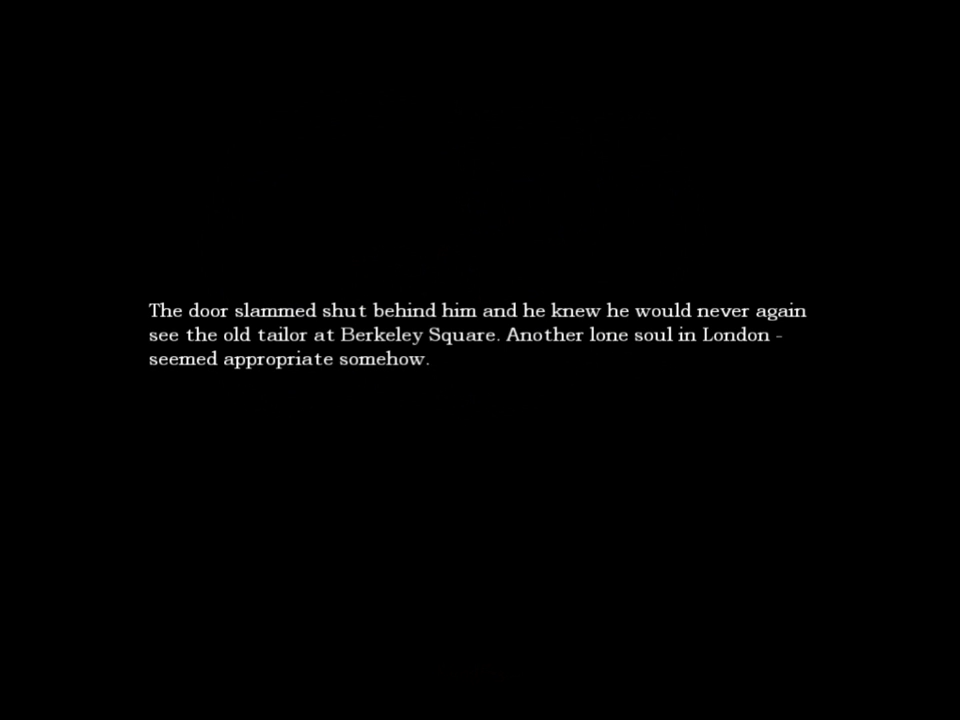 The door slammed shut behind him and he knew he would never again
see the old tailor at Berkeley Square. Another lone soul in London -
seemed appropriate somehow.